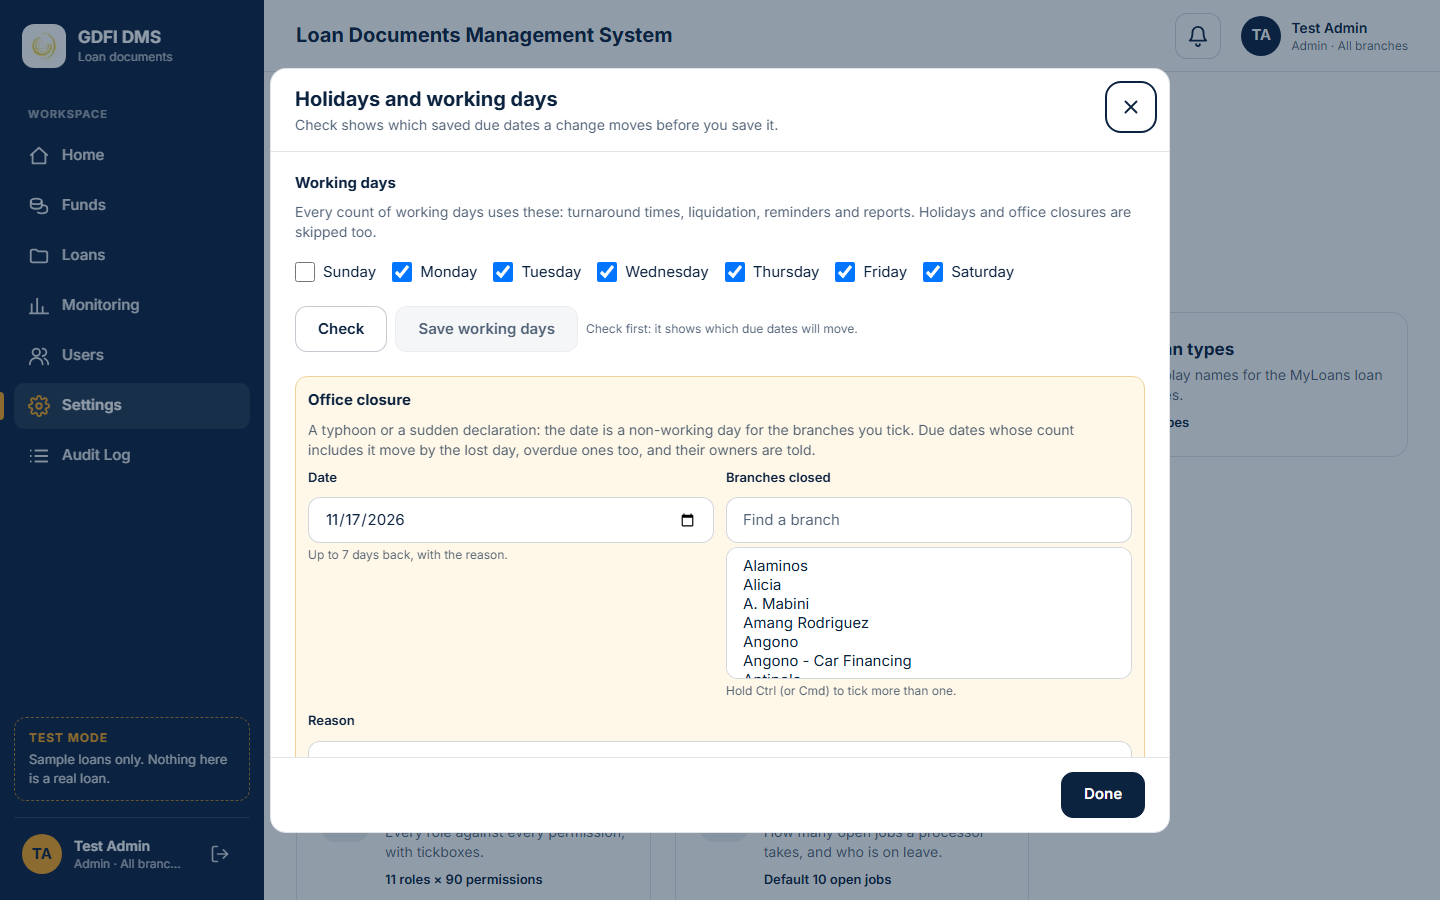 GDFI DMS
Loan documents
WORKSPACE
Home
Funds
Loans
Monitoring
Users
Settings
Audit Log
TEST MODE
Sample loans only. Nothing here
is a real loan.
TA
Test Admin
Admin · All branc...
Loan Documents Management System
TA
Test Admin
Admin · All branches
Holidays and working days
Check shows which saved due dates a change moves before you save it.
Working days
Every count of working days uses these: turnaround times, liquidation, reminders and reports. Holidays and office closures are
skipped too.
Sunday Monday Tuesday Wednesday Thursday Friday Saturday
Check
Save working days
Check first: it shows which due dates will move.
Office closure
A typhoon or a sudden declaration: the date is a non-working day for the branches you tick. Due dates whose count
includes it move by the lost day, overdue ones too, and their owners are told.
Date
11/17/2026
Up to 7 days back, with the reason.
Branches closed
Find a branch
Alaminos
Alicia
A. Mabini
Amang Rodriguez
Angono
Angono - Car Financing
Hold Ctrl (or Cmd) to tick more than one.
Reason
Done
types
names for the MyLoans loan
Every role against every permission,
with tickboxes.
11 roles × 90 permissions
How many open jobs a processor
takes, and who is on leave.
Default 10 open jobs